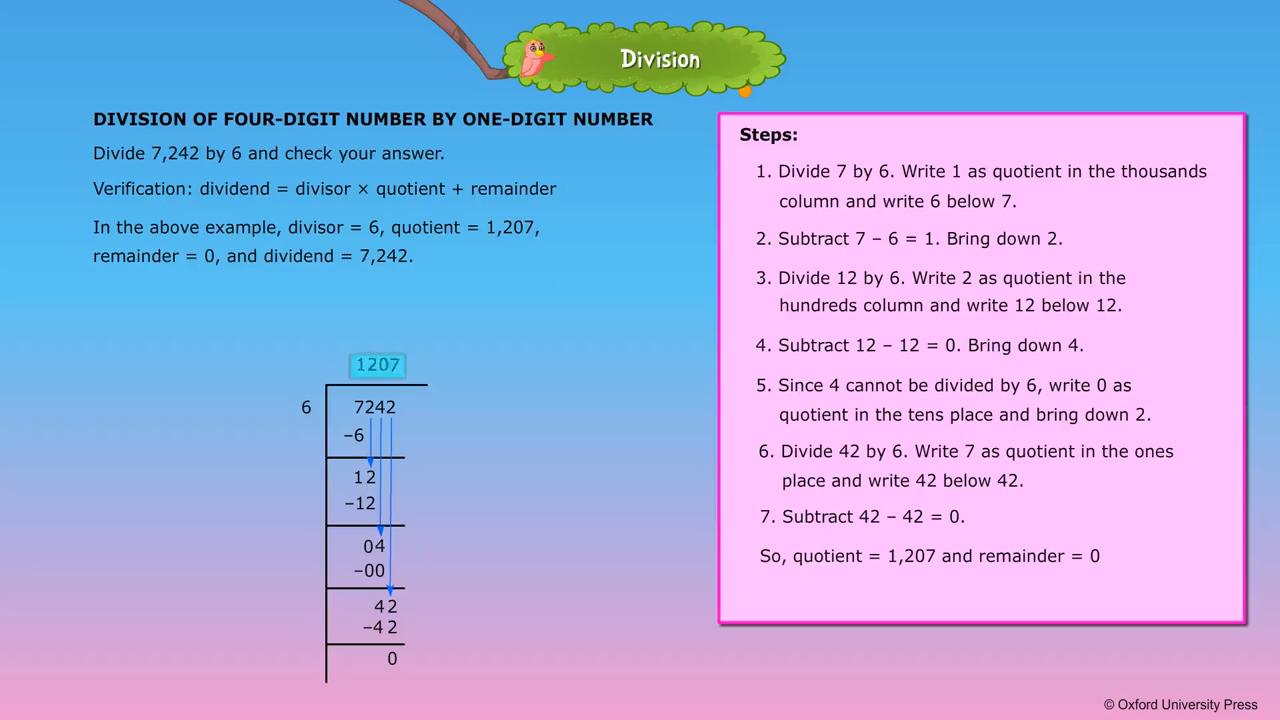 Division
DIVISION OF FOUR-DIGIT NUMBER BY ONE-DIGIT NUMBER
Divide 7,242 by 6 and check your answer.
Verification: dividend = divisor × quotient + remainder
In the above example, divisor = 6, quotient = 1,207,
remainder = 0, and dividend = 7,242.
1207
6 7242
–6
12
–12
04
–00
42
–42
0
Steps:
1. Divide 7 by 6. Write 1 as quotient in the thousands
column and write 6 below 7.
2. Subtract 7 – 6 = 1. Bring down 2.
3. Divide 12 by 6. Write 2 as quotient in the
hundreds column and write 12 below 12.
4. Subtract 12 – 12 = 0. Bring down 4.
5. Since 4 cannot be divided by 6, write 0 as
quotient in the tens place and bring down 2.
6. Divide 42 by 6. Write 7 as quotient in the ones
place and write 42 below 42.
7. Subtract 42 – 42 = 0.
So, quotient = 1,207 and remainder = 0
© Oxford University Press